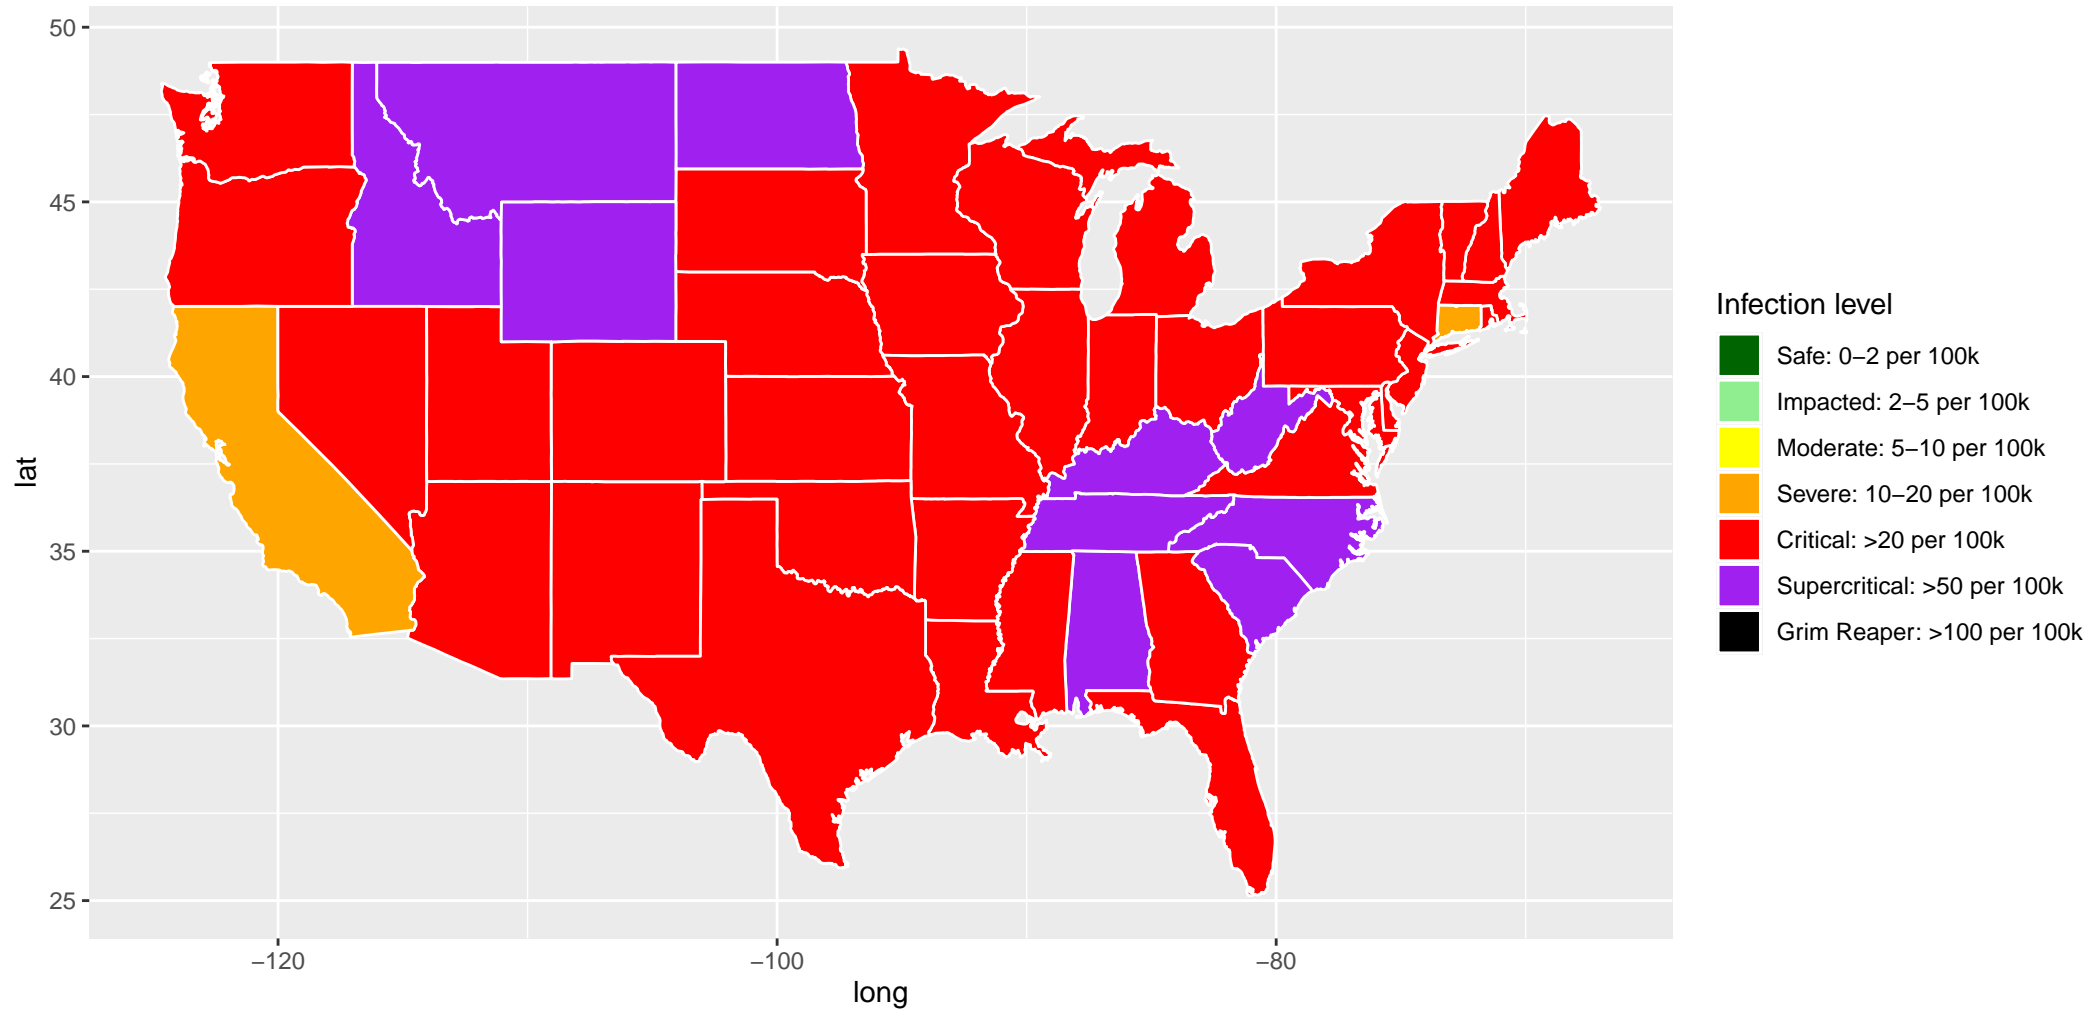 50
45
40
35
30
25
lat
−120
−100
−80
long
Infection level
Safe: 0−2 per 100k
Impacted: 2−5 per 100k
Moderate: 5−10 per 100k
Severe: 10−20 per 100k
Critical: >20 per 100k
Supercritical: >50 per 100k
Grim Reaper: >100 per 100k